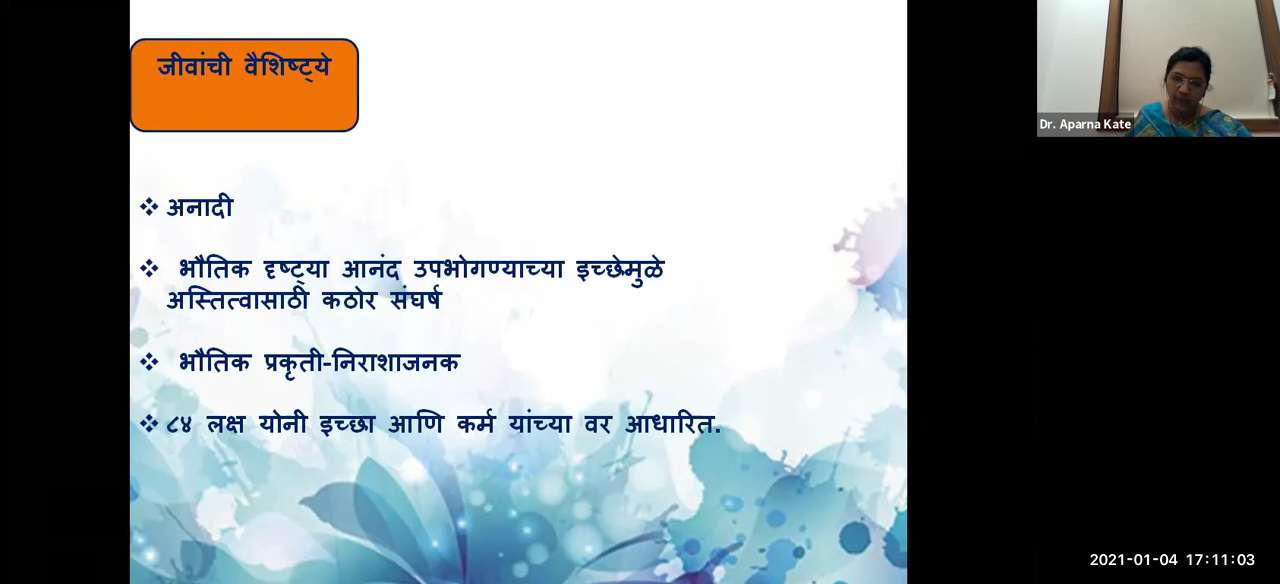 जीवांची वैशिष्ट्ये
❖ अनादी
❖ भौतिक दृष्ट्या आनंद उपभोगण्याच्या इच्छेमुळे
अस्तित्वासाठी कठोर संघर्ष
❖ भौतिक प्रकृती-निराशाजनक
❖ ८४ लक्ष योनी इच्छा आणि कर्म यांच्या वर आधारित.
Dr. Aparna Kate
2021-01-04 17:11:03